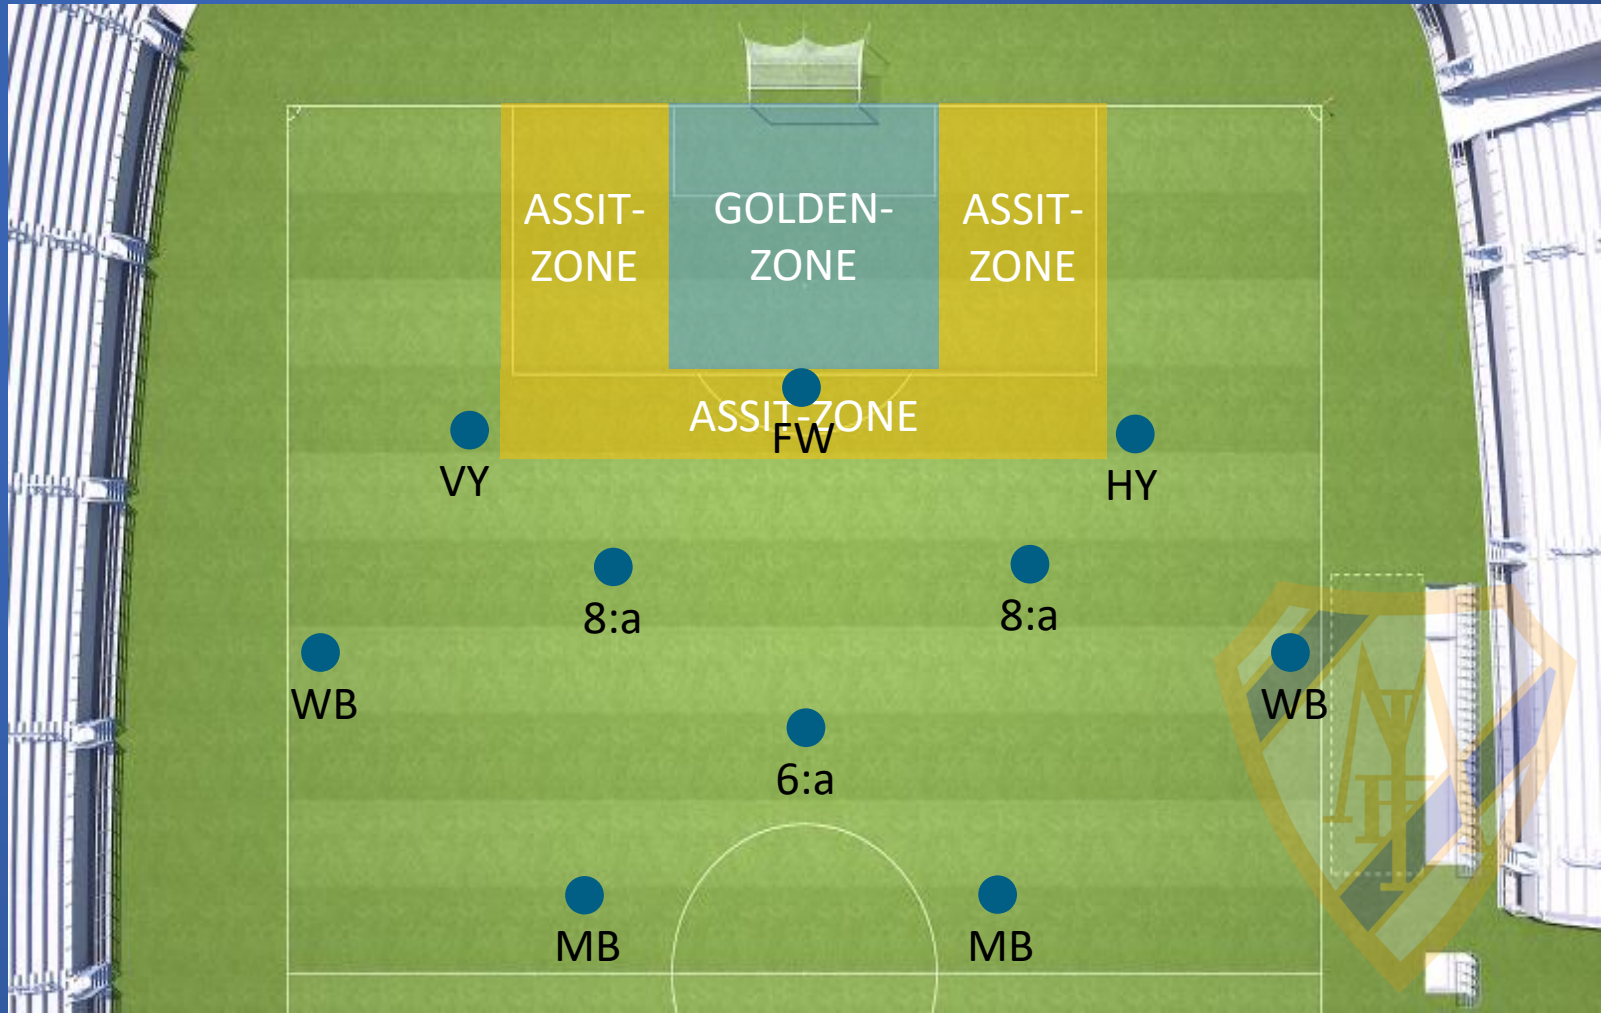 ASSIT-
ZONE
GOLDEN-
ZONE
ASSIT-
ZONE
ASSIT-ZONE
FW
VY
HY
8:a
8:a
WB
WB
6:a
MB
MB